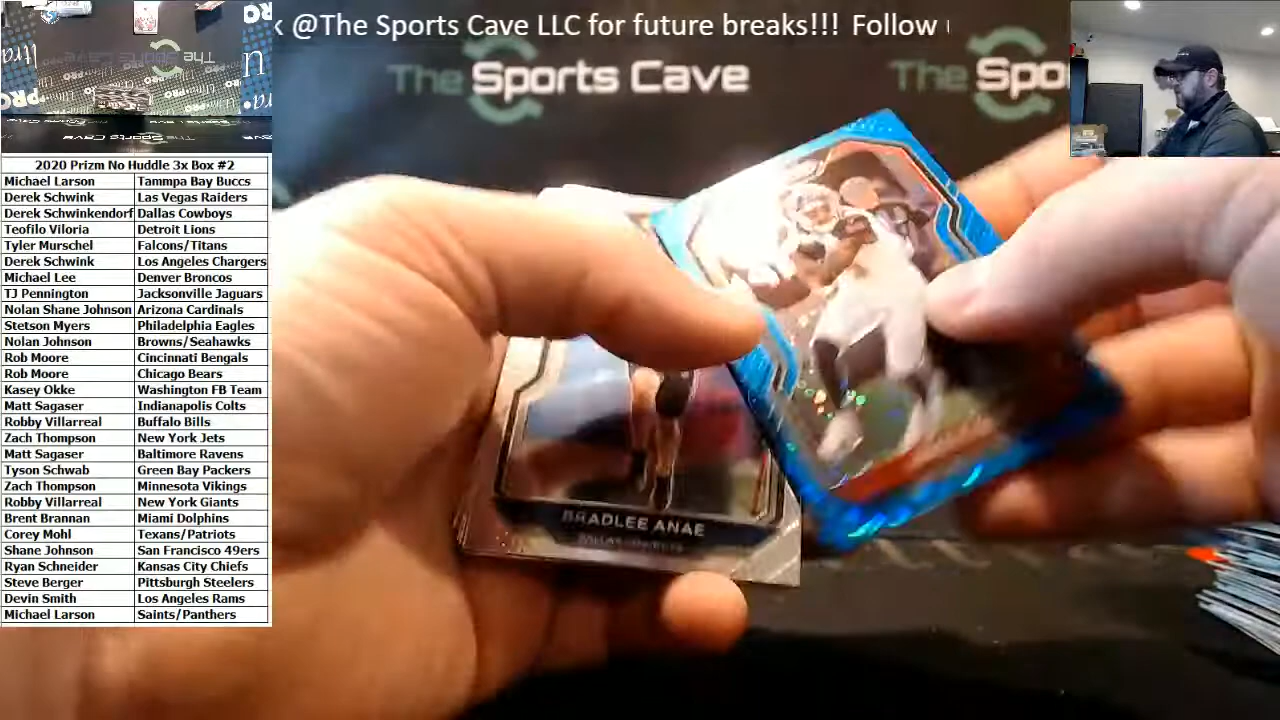 @The Sports Cave LLC for future breaks!!! Follow
The Sports Cave
The Spo
The Sports Cave
Ultra PRO
2020 Prizm No Huddle 3x Box #2
Michael Larson Tammpa Bay Buccs
Derek Schwink Las Vegas Raiders
Derek Schwinkendorf Dallas Cowboys
Teofilo Viloria Detroit Lions
Tyler Murschel Falcons/Titans
Derek Schwink Los Angeles Chargers
Michael Lee Denver Broncos
TJ Pennington Jacksonville Jaguars
Nolan Shane Johnson Arizona Cardinals
Stetson Myers Philadelphia Eagles
Nolan Johnson Browns/Seahawks
Rob Moore Cincinnati Bengals
Rob Moore Chicago Bears
Kasey Okke Washington FB Team
Matt Sagaser Indianapolis Colts
Robby Villarreal Buffalo Bills
Zach Thompson New York Jets
Matt Sagaser Baltimore Ravens
Tyson Schwab Green Bay Packers
Zach Thompson Minnesota Vikings
Robby Villarreal New York Giants
Brent Brannan Miami Dolphins
Corey Mohl Texans/Patriots
Shane Johnson San Francisco 49ers
Ryan Schneider Kansas City Chiefs
Steve Berger Pittsburgh Steelers
Devin Smith Los Angeles Rams
Michael Larson Saints/Panthers
BRADLEE ANAE